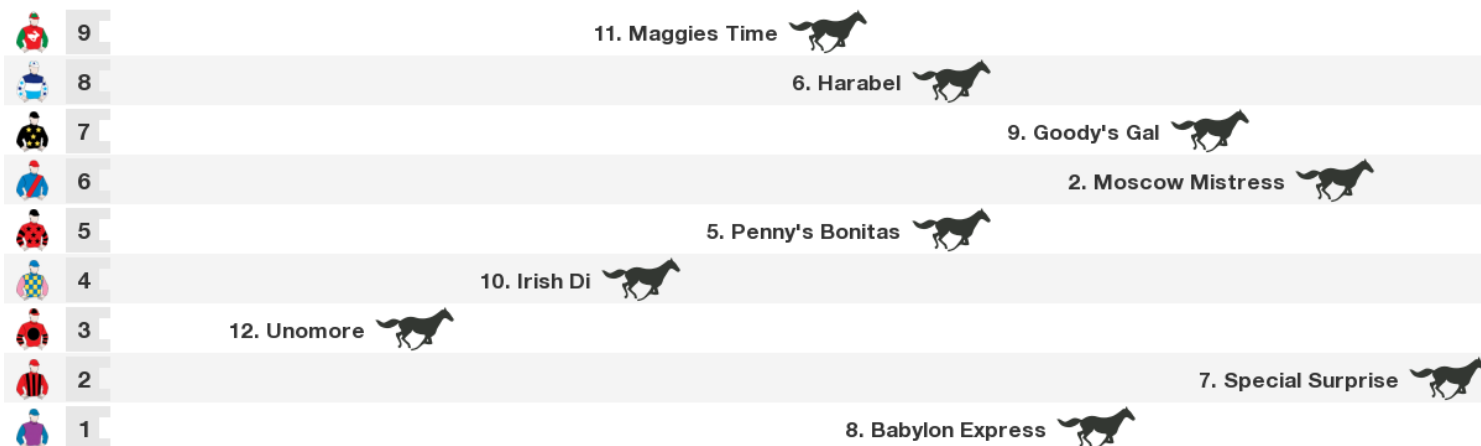 9 11. Maggies Time
8 6. Harabel
7 9. Goody's Gal
6 2. Moscow Mistress
5 5. Penny's Bonitas
4 10. Irish Di
3 12. Unomore
2 7. Special Surprise
1 8. Babylon Express